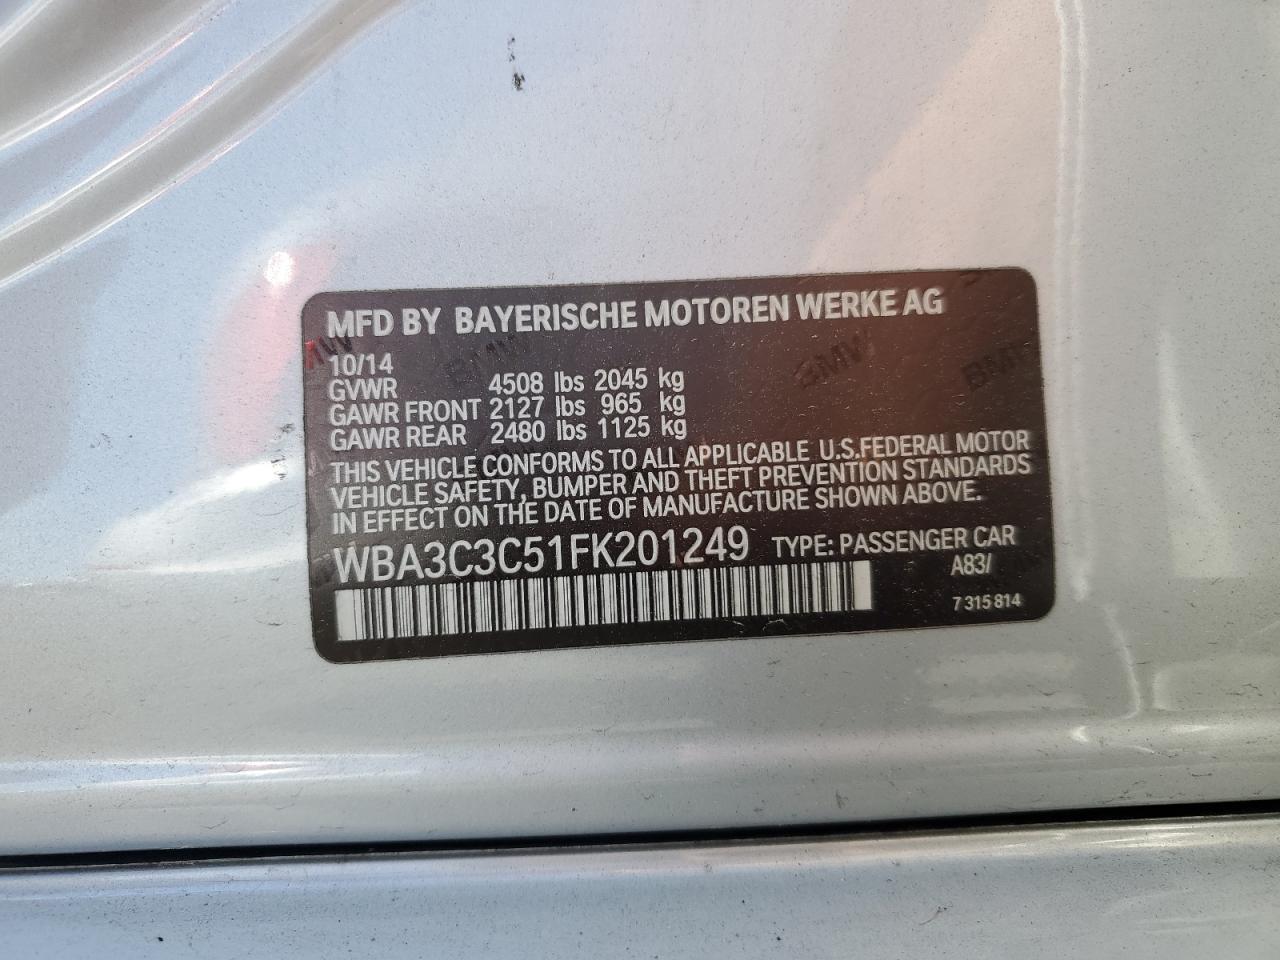 MFD BY BAYERISCHE MOTOREN WERKE AG
10/14
GVWR 4508 lbs 2045 kg
GAWR FRONT 2127 lbs 965 kg
GAWR REAR 2480 lbs 1125 kg
THIS VEHICLE CONFORMS TO ALL APPLICABLE U.S.FEDERAL MOTOR
VEHICLE SAFETY, BUMPER AND THEFT PREVENTION STANDARDS
IN EFFECT ON THE DATE OF MANUFACTURE SHOWN ABOVE.
WBA3C3C51FK201249 TYPE: PASSENGER CAR
A83/
7 315 814
BMW
BMW